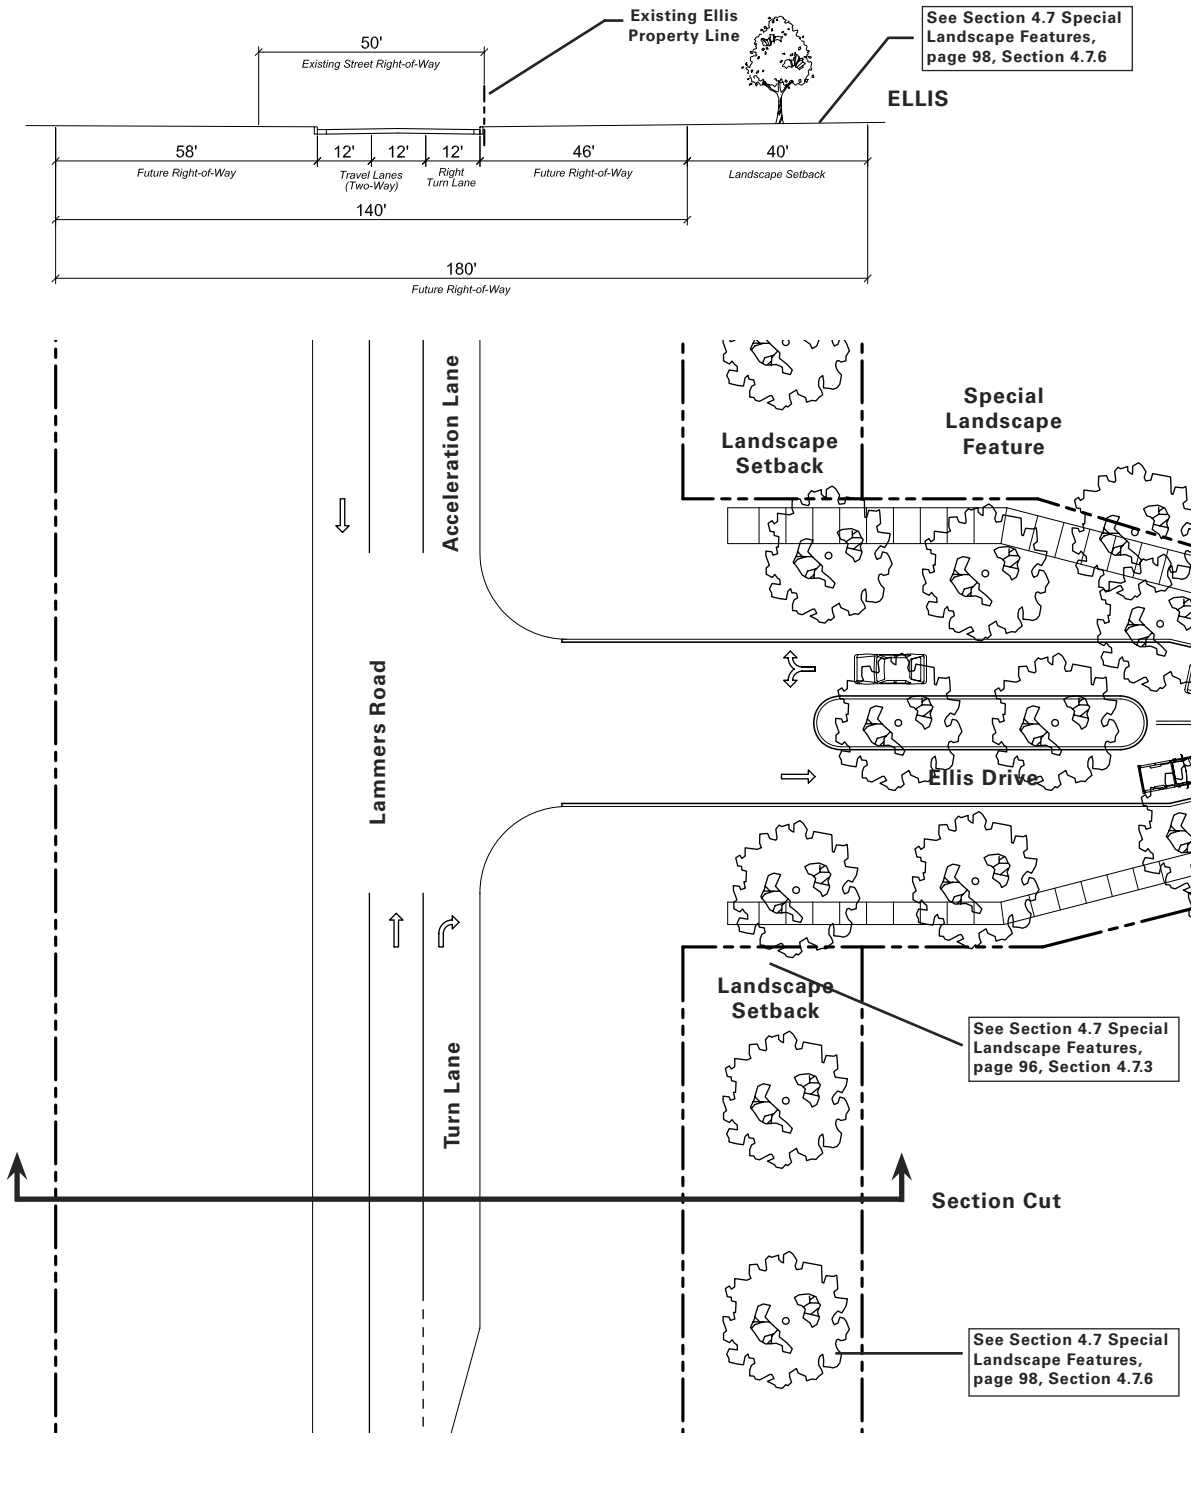 Existing Ellis
Property Line
See Section 4.7 Special
Landscape Features,
page 98, Section 4.7.6
50'
Existing Street Right-of-Way
ELLIS
58'
12'
12'
12'
46'
40'
Future Right-of-Way
Travel Lanes
(Two-Way)
Right
Turn Lane
Future Right-of-Way
Landscape Setback
140'
180'
Future Right-of-Way
Acceleration Lane
Special
Landscape
Feature
Landscape
Setback
Lammers Road
Ellis Drive
Landscape
Setback
See Section 4.7 Special
Landscape Features,
page 96, Section 4.7.3
Turn Lane
Section Cut
See Section 4.7 Special
Landscape Features,
page 98, Section 4.7.6